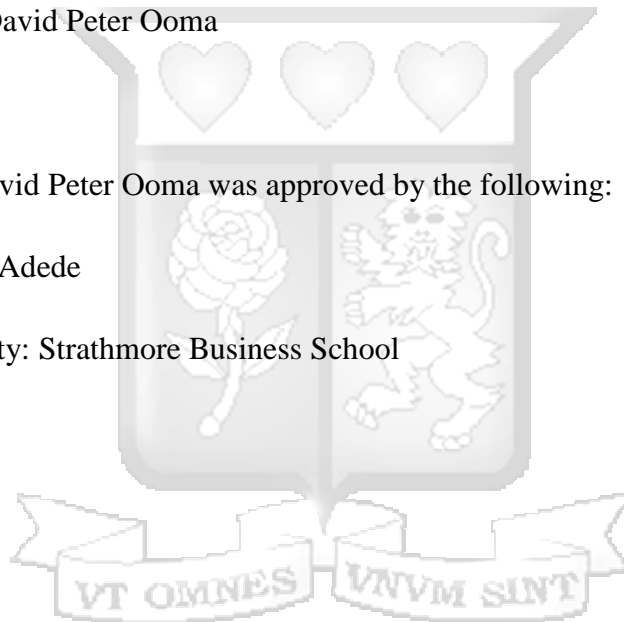 David Peter Ooma
vid Peter Ooma was approved by the following:
Adede
ty: Strathmore Business School
VT OMNES VNVM SINT